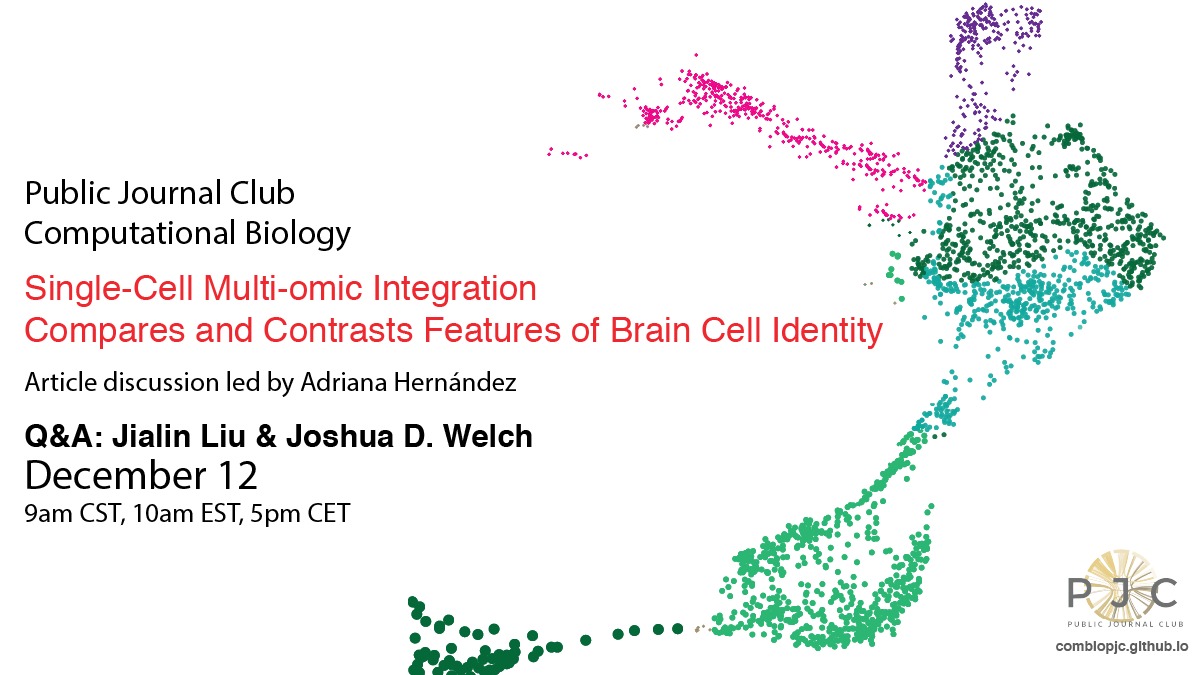 Public Journal Club
Computational Biology
Single-Cell Multi-omic Integration
Compares and Contrasts Features of Brain Cell Identity
Article discussion led by Adriana Hernández
Q&A: Jialin Liu & Joshua D. Welch
December 12
9am CST, 10am EST, 5pm CET
P J C
PUBLIC JOURNAL CLUB
combiopjc.github.io